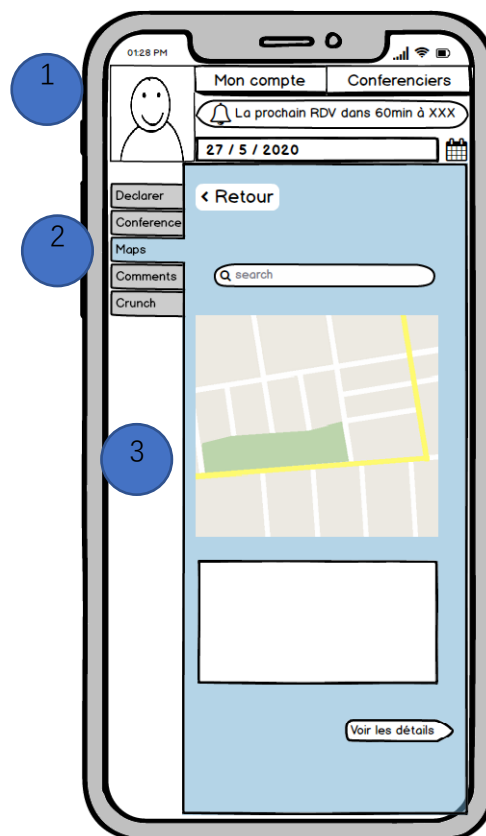 01:28 PM
1
Mon compte Conferenciers
La prochain RDV dans 60min à XXX
27 / 5 / 2020
Declarer
< Retour
Conference
2
Maps
search
Comments
Crunch
3
Voir les détails